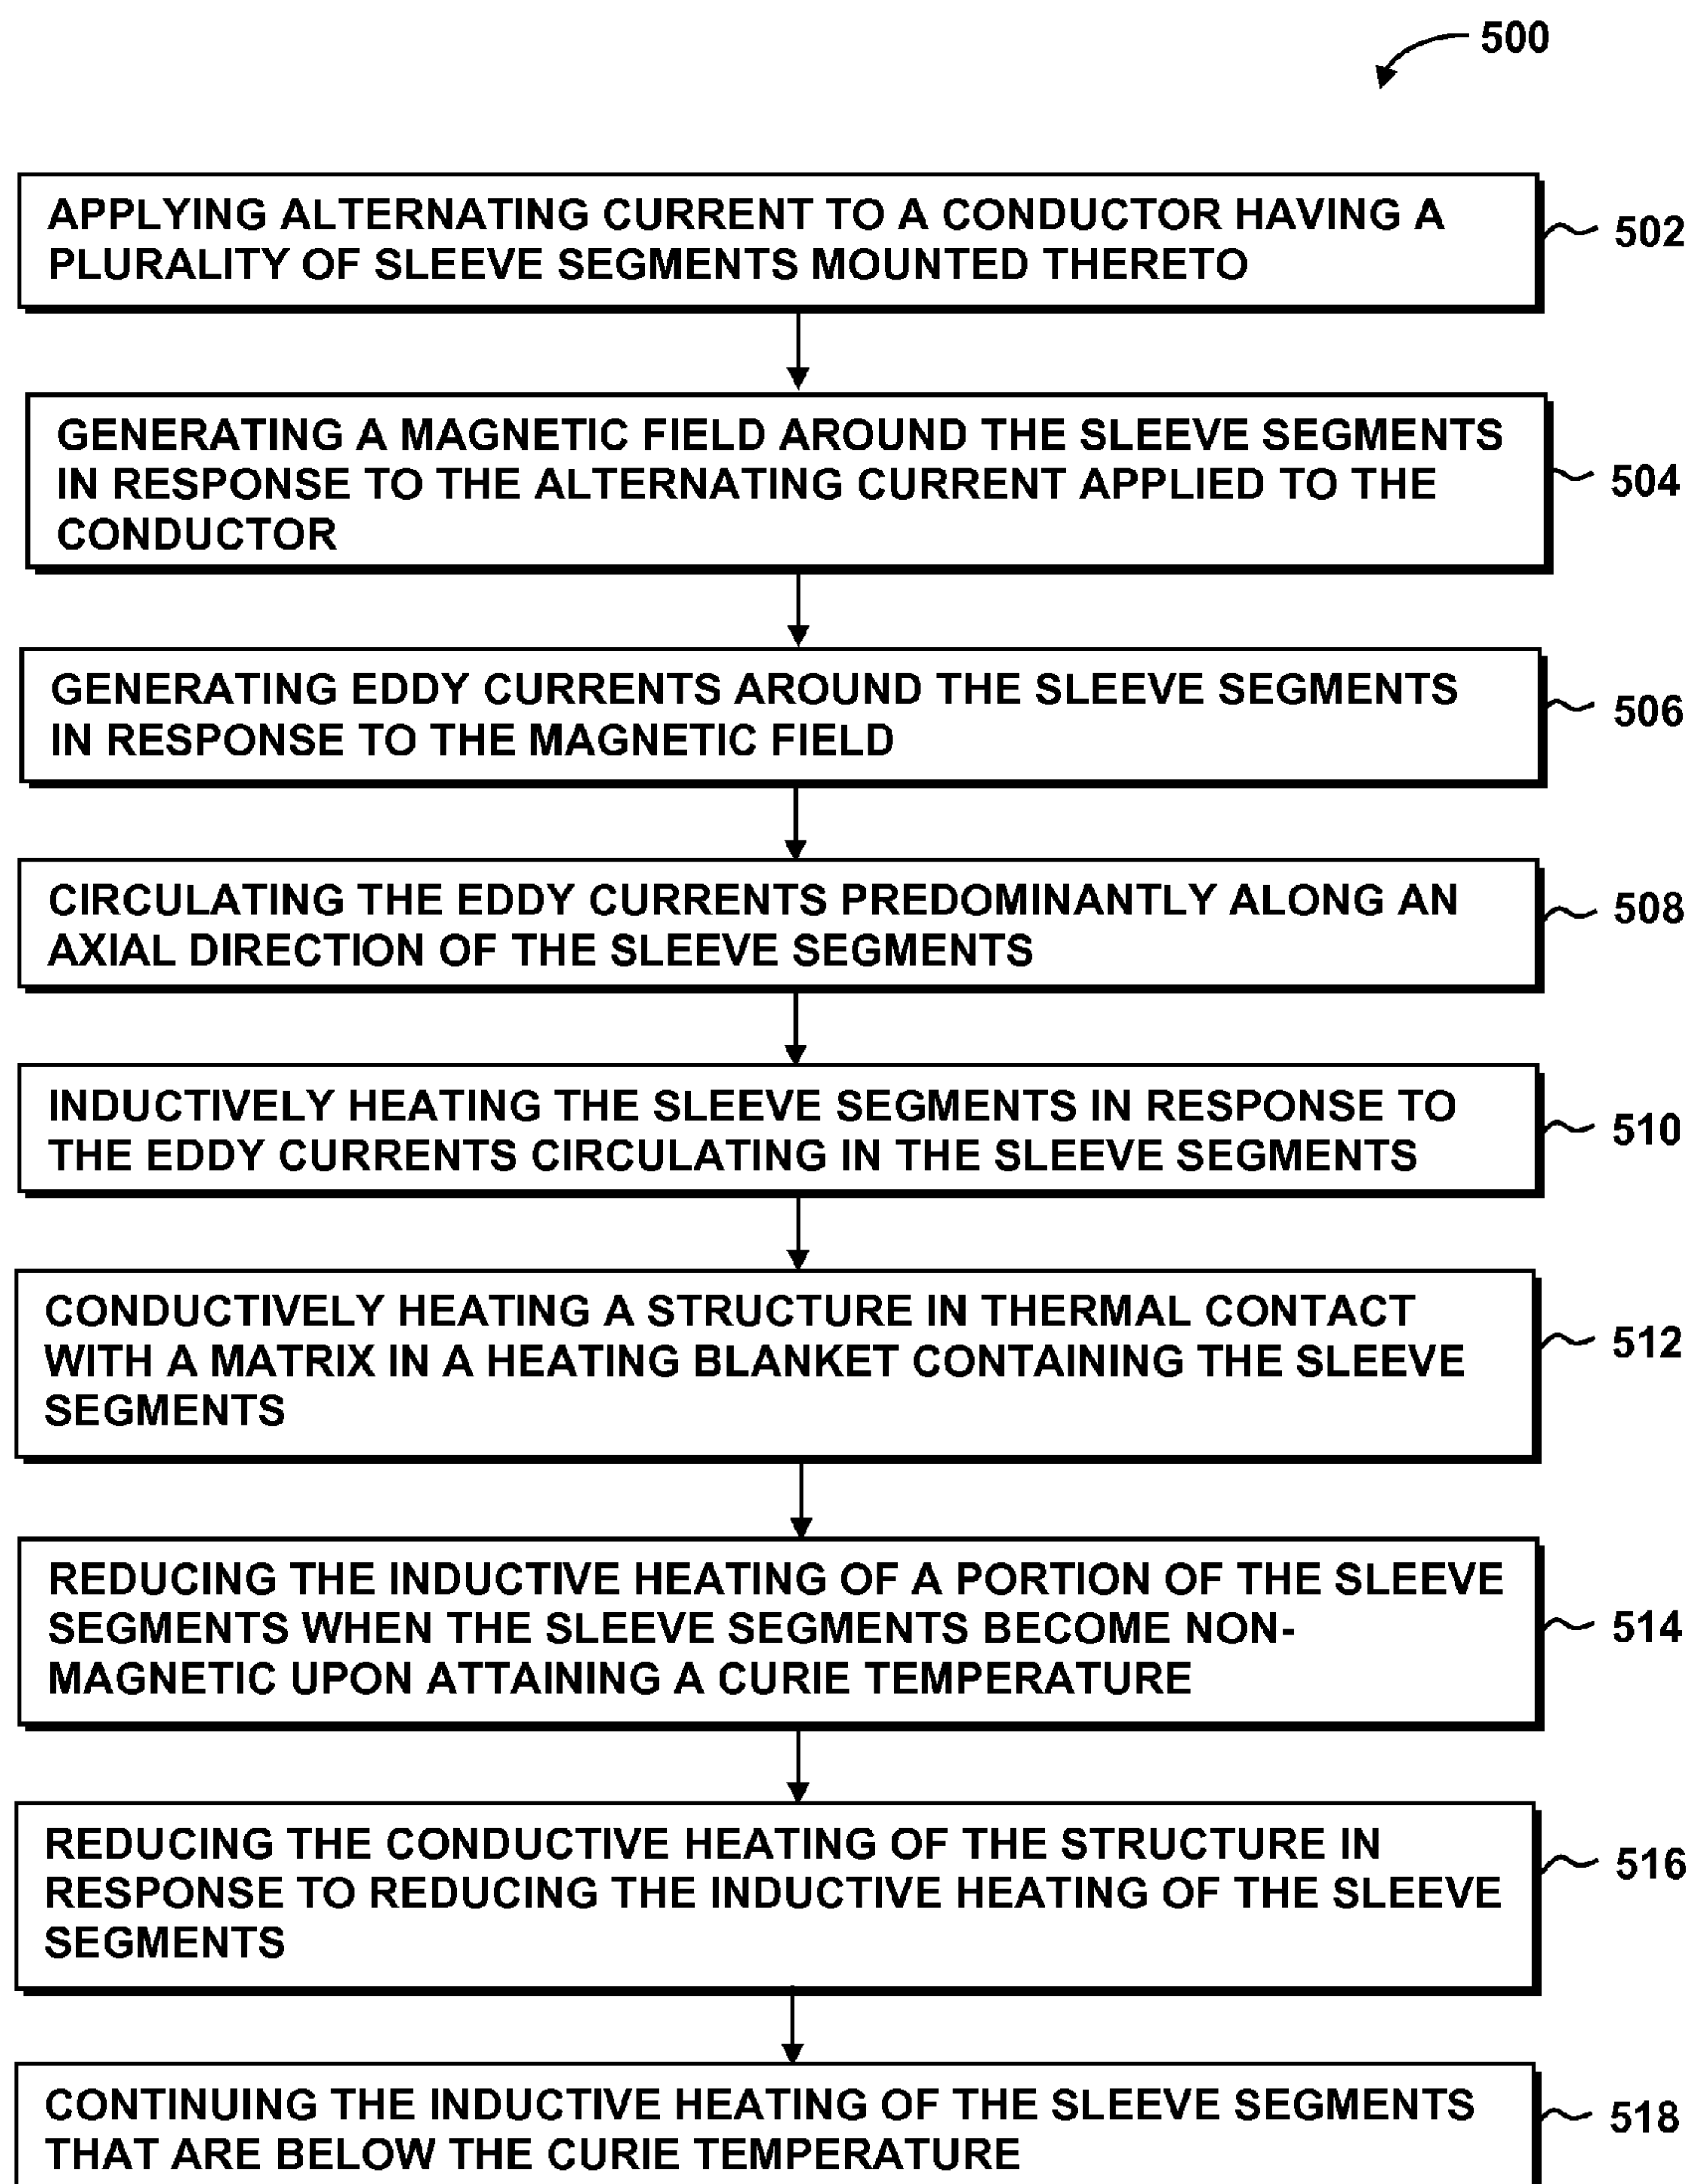 500
APPLYING ALTERNATING CURRENT TO A CONDUCTOR HAVING A
PLURALITY OF SLEEVE SEGMENTS MOUNTED THERETO
502
GENERATING A MAGNETIC FIELD AROUND THE SLEEVE SEGMENTS
IN RESPONSE TO THE ALTERNATING CURRENT APPLIED TO THE
CONDUCTOR
504
GENERATING EDDY CURRENTS AROUND THE SLEEVE SEGMENTS
IN RESPONSE TO THE MAGNETIC FIELD
506
CIRCULATING THE EDDY CURRENTS PREDOMINANTLY ALONG AN
AXIAL DIRECTION OF THE SLEEVE SEGMENTS
508
INDUCTIVELY HEATING THE SLEEVE SEGMENTS IN RESPONSE TO
THE EDDY CURRENTS CIRCULATING IN THE SLEEVE SEGMENTS
510
CONDUCTIVELY HEATING A STRUCTURE IN THERMAL CONTACT
WITH A MATRIX IN A HEATING BLANKET CONTAINING THE SLEEVE
SEGMENTS
512
REDUCING THE INDUCTIVE HEATING OF A PORTION OF THE SLEEVE
SEGMENTS WHEN THE SLEEVE SEGMENTS BECOME NON-
MAGNETIC UPON ATTAINING A CURIE TEMPERATURE
514
REDUCING THE CONDUCTIVE HEATING OF THE STRUCTURE IN
RESPONSE TO REDUCING THE INDUCTIVE HEATING OF THE SLEEVE
SEGMENTS
516
CONTINUING THE INDUCTIVE HEATING OF THE SLEEVE SEGMENTS
THAT ARE BELOW THE CURIE TEMPERATURE
518